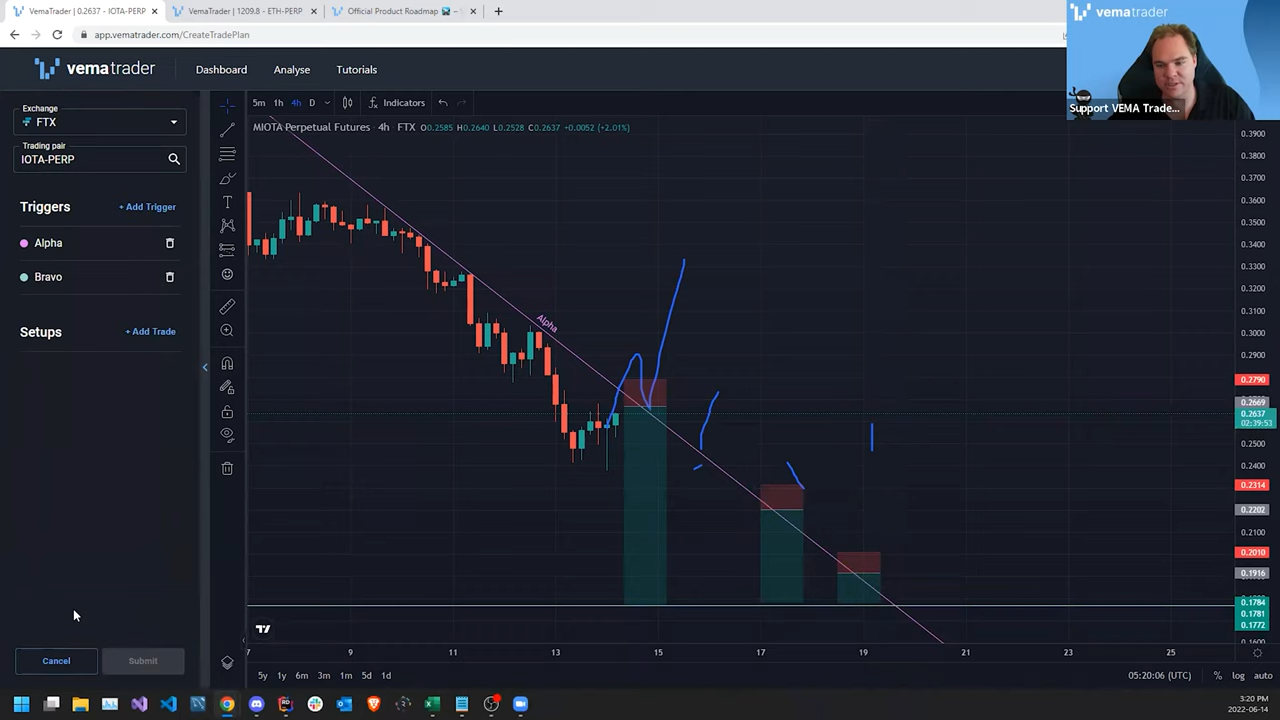 VemaTrader | 0.2637 - IOTA-PERP
VemaTrader | 1209.8 - ETH-PERP
Official Product Roadmap
app.vematrader.com/CreateTradePlan
vematrader
Dashboard
Analyse
Tutorials
vematrader
Support VEMA Trade...
Exchange
FTX
Trading pair
IOTA-PERP
Triggers
+ Add Trigger
Alpha
Bravo
Setups
+ Add Trade
Cancel
Submit
5m 1h 4h D
Indicators
MIOTA Perpetual Futures · 4h · FTX O0.2585 H0.2640 L0.2528 C0.2637 +0.0052 (+2.01%)
Alpha
0.3900
0.3800
0.3700
0.3600
0.3500
0.3400
0.3300
0.3200
0.3100
0.3000
0.2900
0.2790
0.2669
0.2637
02:39:53
0.2500
0.2400
0.2314
0.2202
0.2100
0.2010
0.1916
0.1784
0.1781
0.1772
0.1600
7 9 11 13 15 17 19 21 23 25
5y 1y 6m 3m 1m 5d 1d
05:20:06 (UTC) % log auto
3:20 PM
2022-06-14